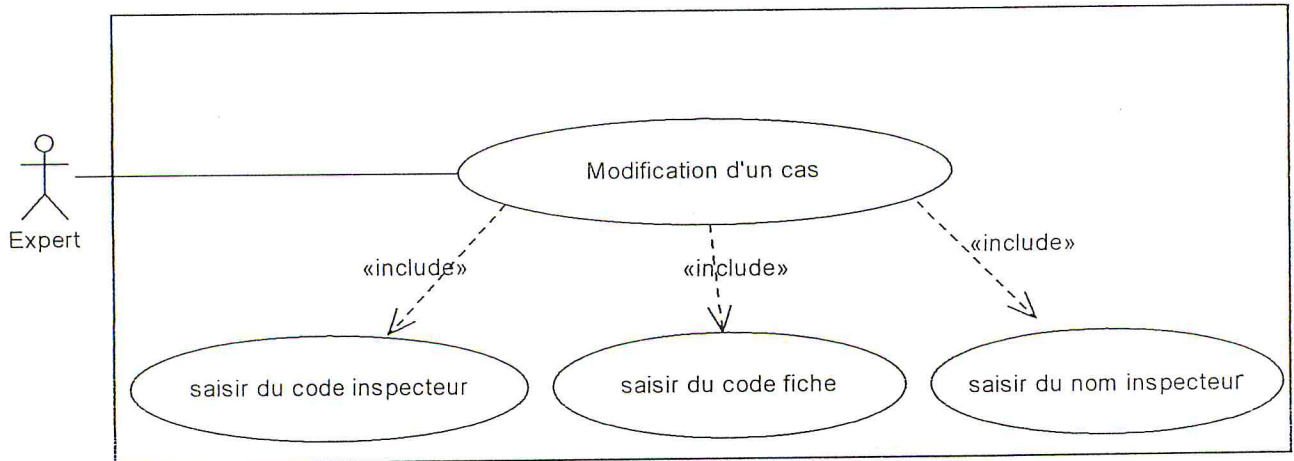 Modification d'un cas
Expert
«include»
«include»
«include»
saisir du code inspecteur
saisir du code fiche
saisir du nom inspecteur